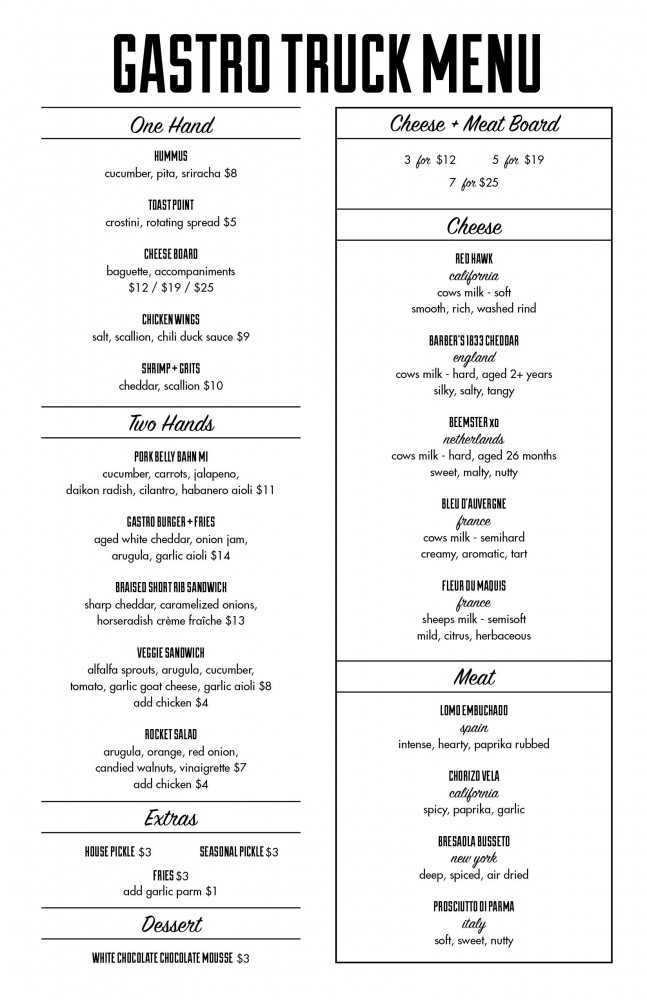 GASTRO TRUCK MENU
One Hand
HUMMUS
cucumber, pita, sriracha $8
TOAST POINT
crostini, rotating spread $5
CHEESE BOARD
baguette, accompaniments
$12 / $19 / $25
CHICKEN WINGS
salt, scallion, chili duck sauce $9
SHRIMP + GRITS
cheddar, scallion $10
Two Hands
PORK BELLY BAHN MI
cucumber, carrots, jalapeno,
daikon radish, cilantro, habanero aioli $11
GASTRO BURGER + FRIES
aged white cheddar, onion jam,
arugula, garlic aioli $14
BRAISED SHORT RIB SANDWICH
sharp cheddar, caramelized onions,
horseradish crème fraîche $13
VEGGIE SANDWICH
alfalfa sprouts, arugula, cucumber,
tomato, garlic goat cheese, garlic aioli $8
add chicken $4
ROCKET SALAD
arugula, orange, red onion,
candied walnuts, vinaigrette $7
add chicken $4
Extras
HOUSE PICKLE $3 SEASONAL PICKLE $3
FRIES $3
add garlic parm $1
Dessert
WHITE CHOCOLATE CHOCOLATE MOUSSE $3
Cheese + Meat Board
3 for $12 5 for $19
7 for $25
Cheese
RED HAWK
california
cows milk - soft
smooth, rich, washed rind
BARBER'S 1833 CHEDDAR
england
cows milk - hard, aged 2+ years
silky, salty, tangy
BEEMSTER XO
netherlands
cows milk - hard, aged 26 months
sweet, malty, nutty
BLEU D'AUVERGNE
france
cows milk - semihard
creamy, aromatic, tart
FLEUR DU MAQUIS
france
sheeps milk - semisoft
mild, citrus, herbaceous
Meat
LOMO EMBUCHADO
spain
intense, hearty, paprika rubbed
CHORIZO VELA
california
spicy, paprika, garlic
BRESAOLA BUSSETO
new york
deep, spiced, air dried
PROSCIUTTO DI PARMA
italy
soft, sweet, nutty